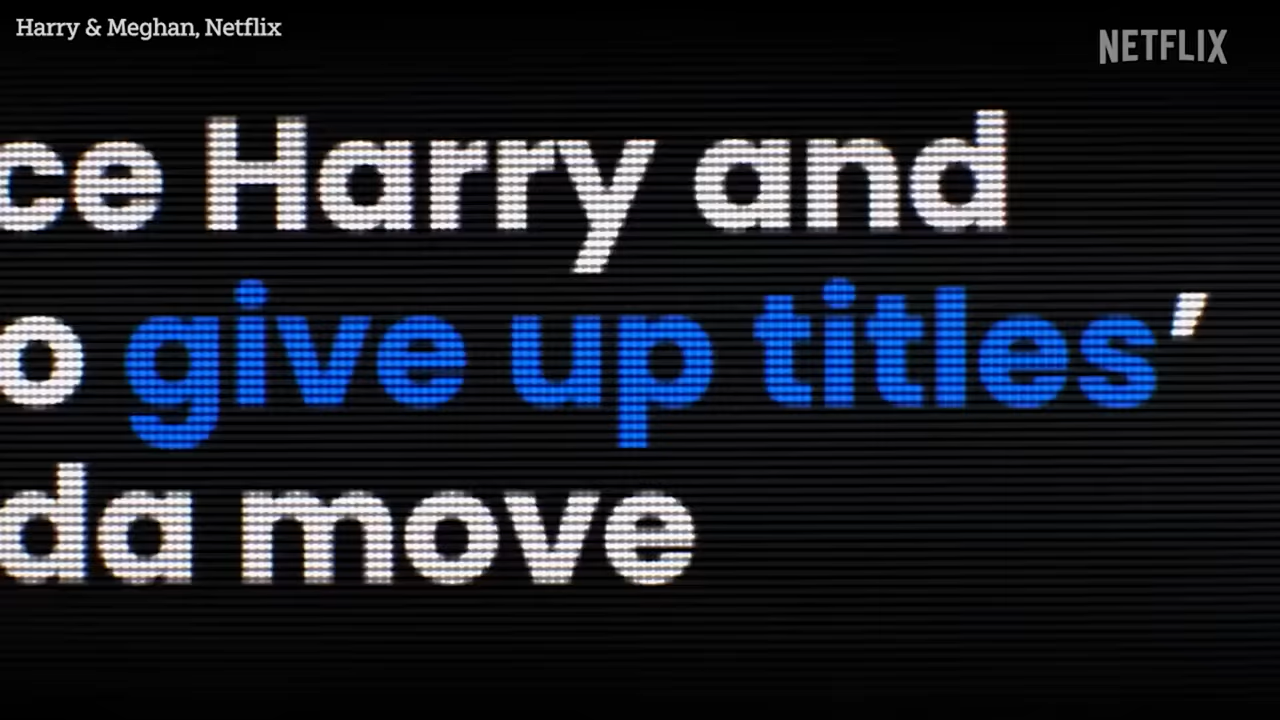 Harry & Meghan, Netflix
NETFLIX
ce Harry and
o give up titles’
da move